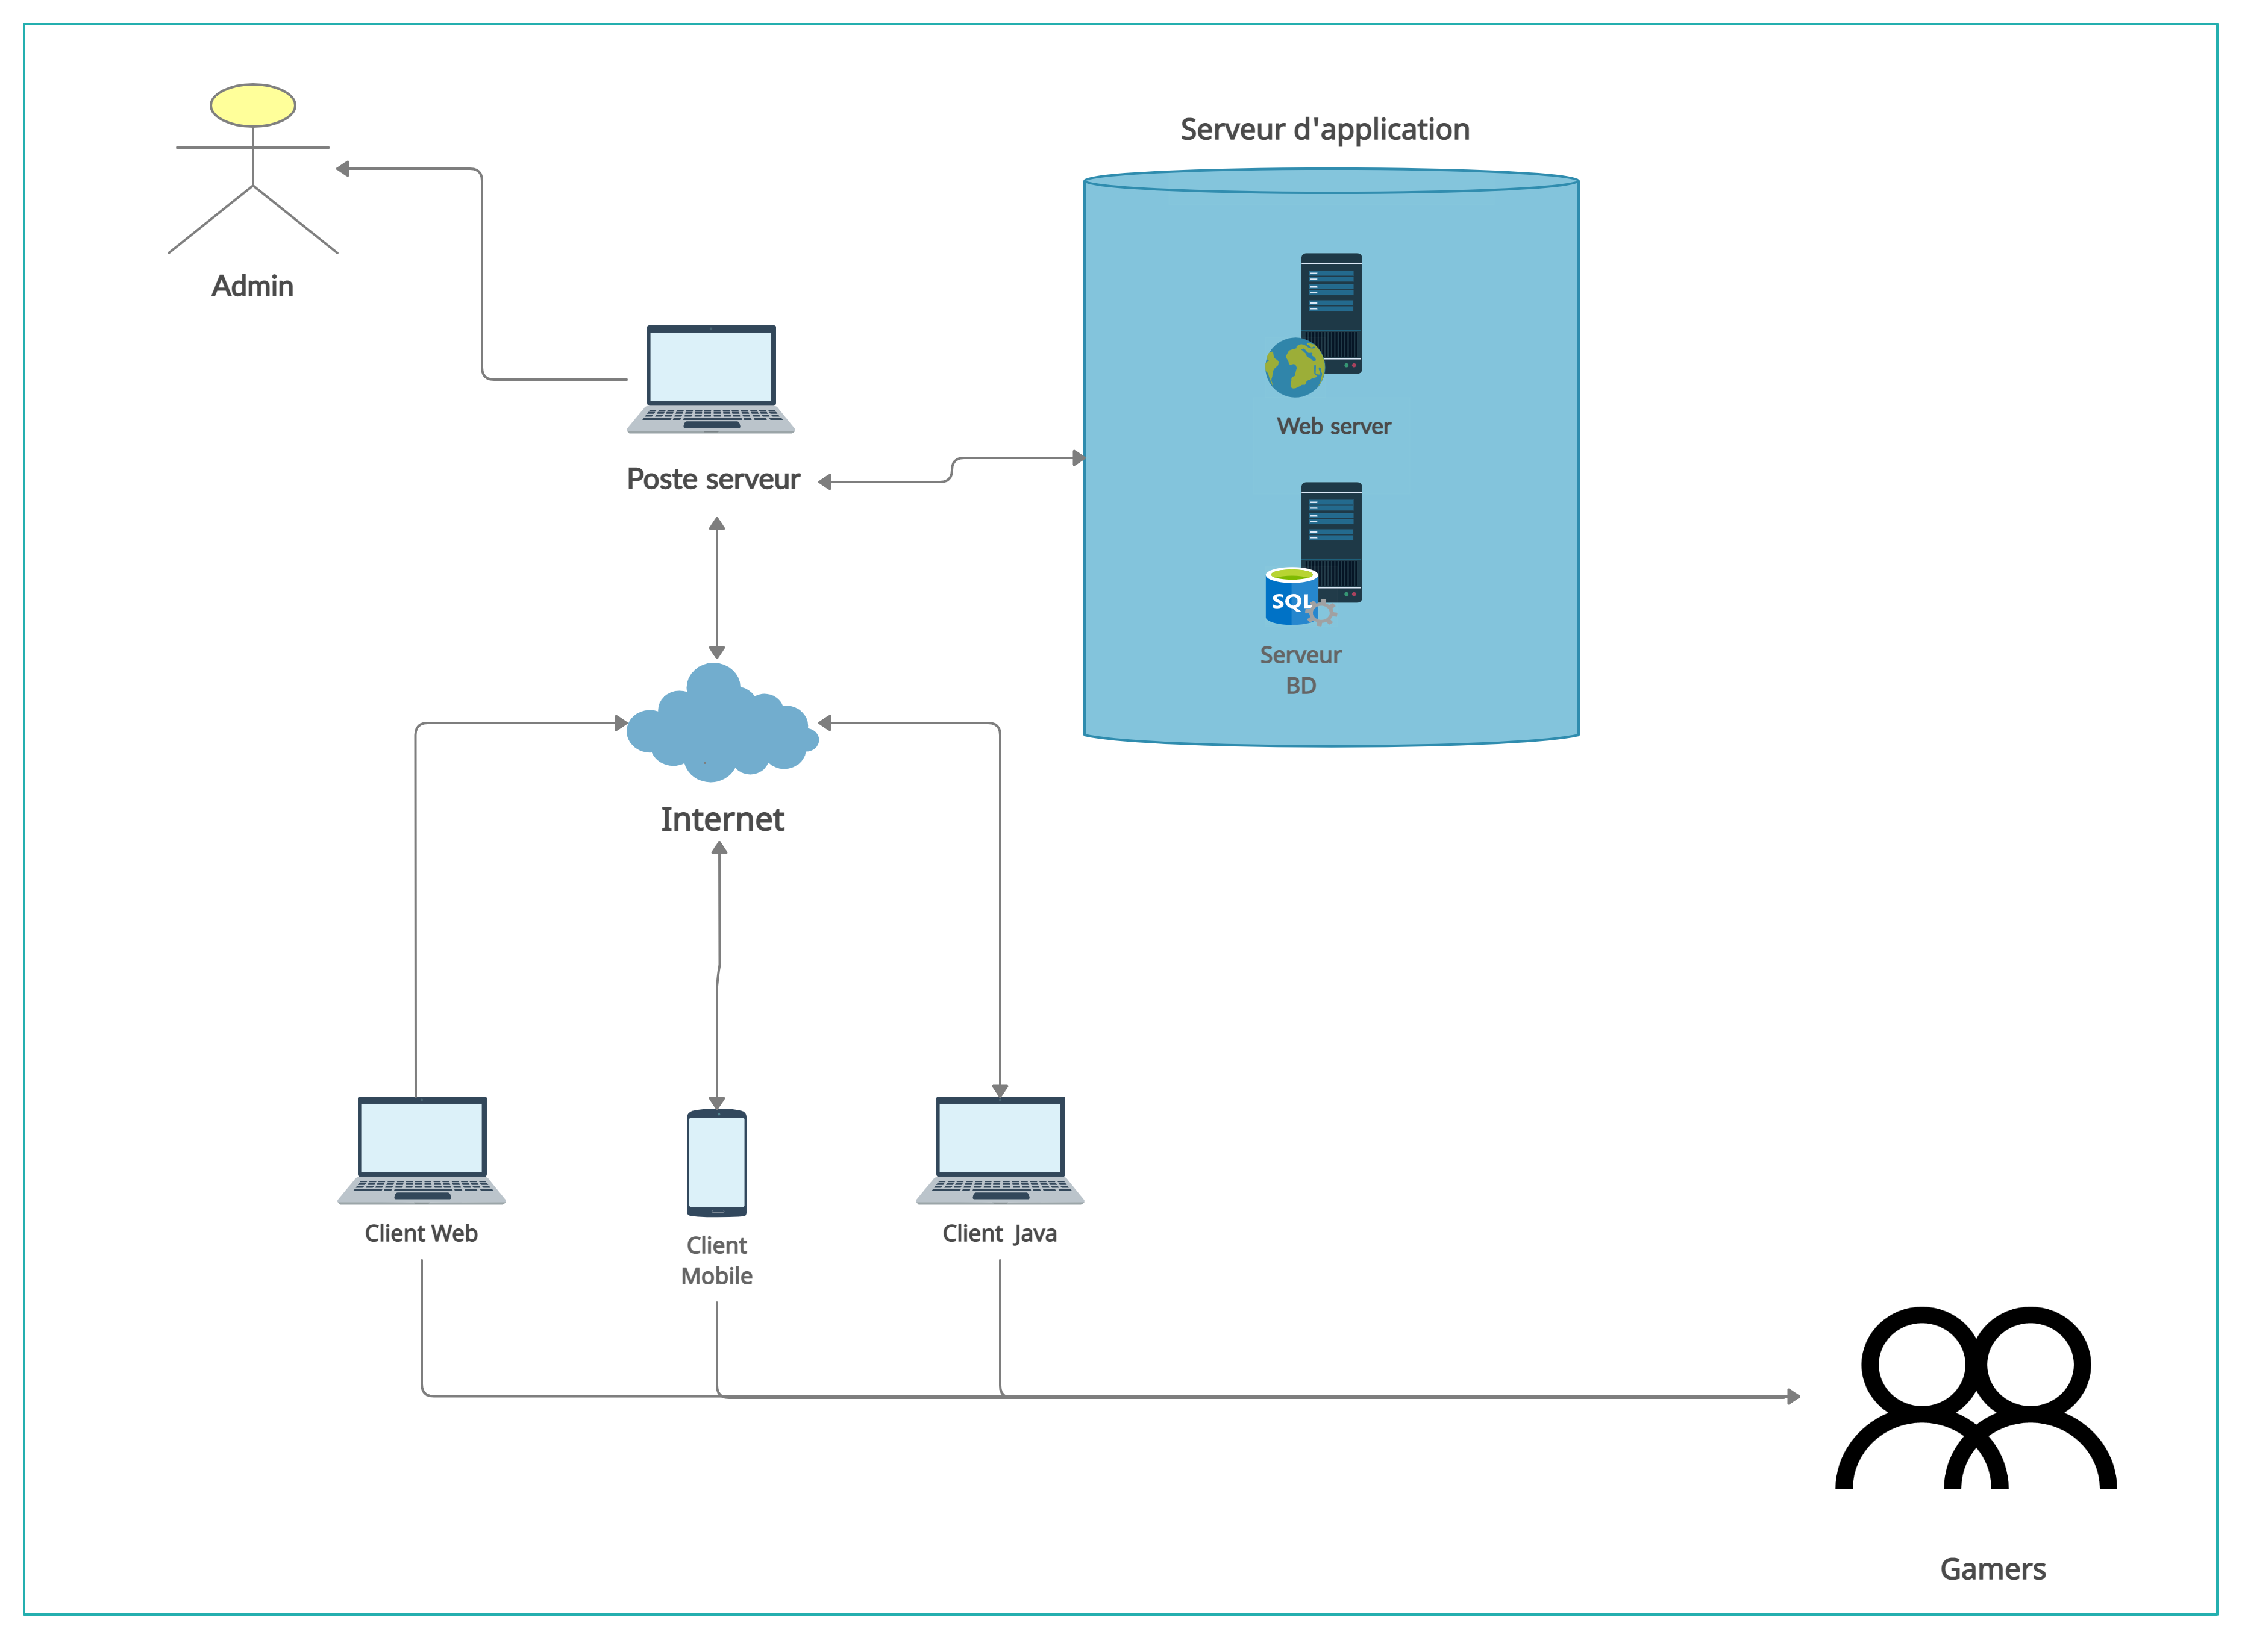 Serveur d'application
Admin
Web server
Poste serveur
SQL
Serveur
BD
Internet
Client Web
Client
Mobile
Client Java
Gamers